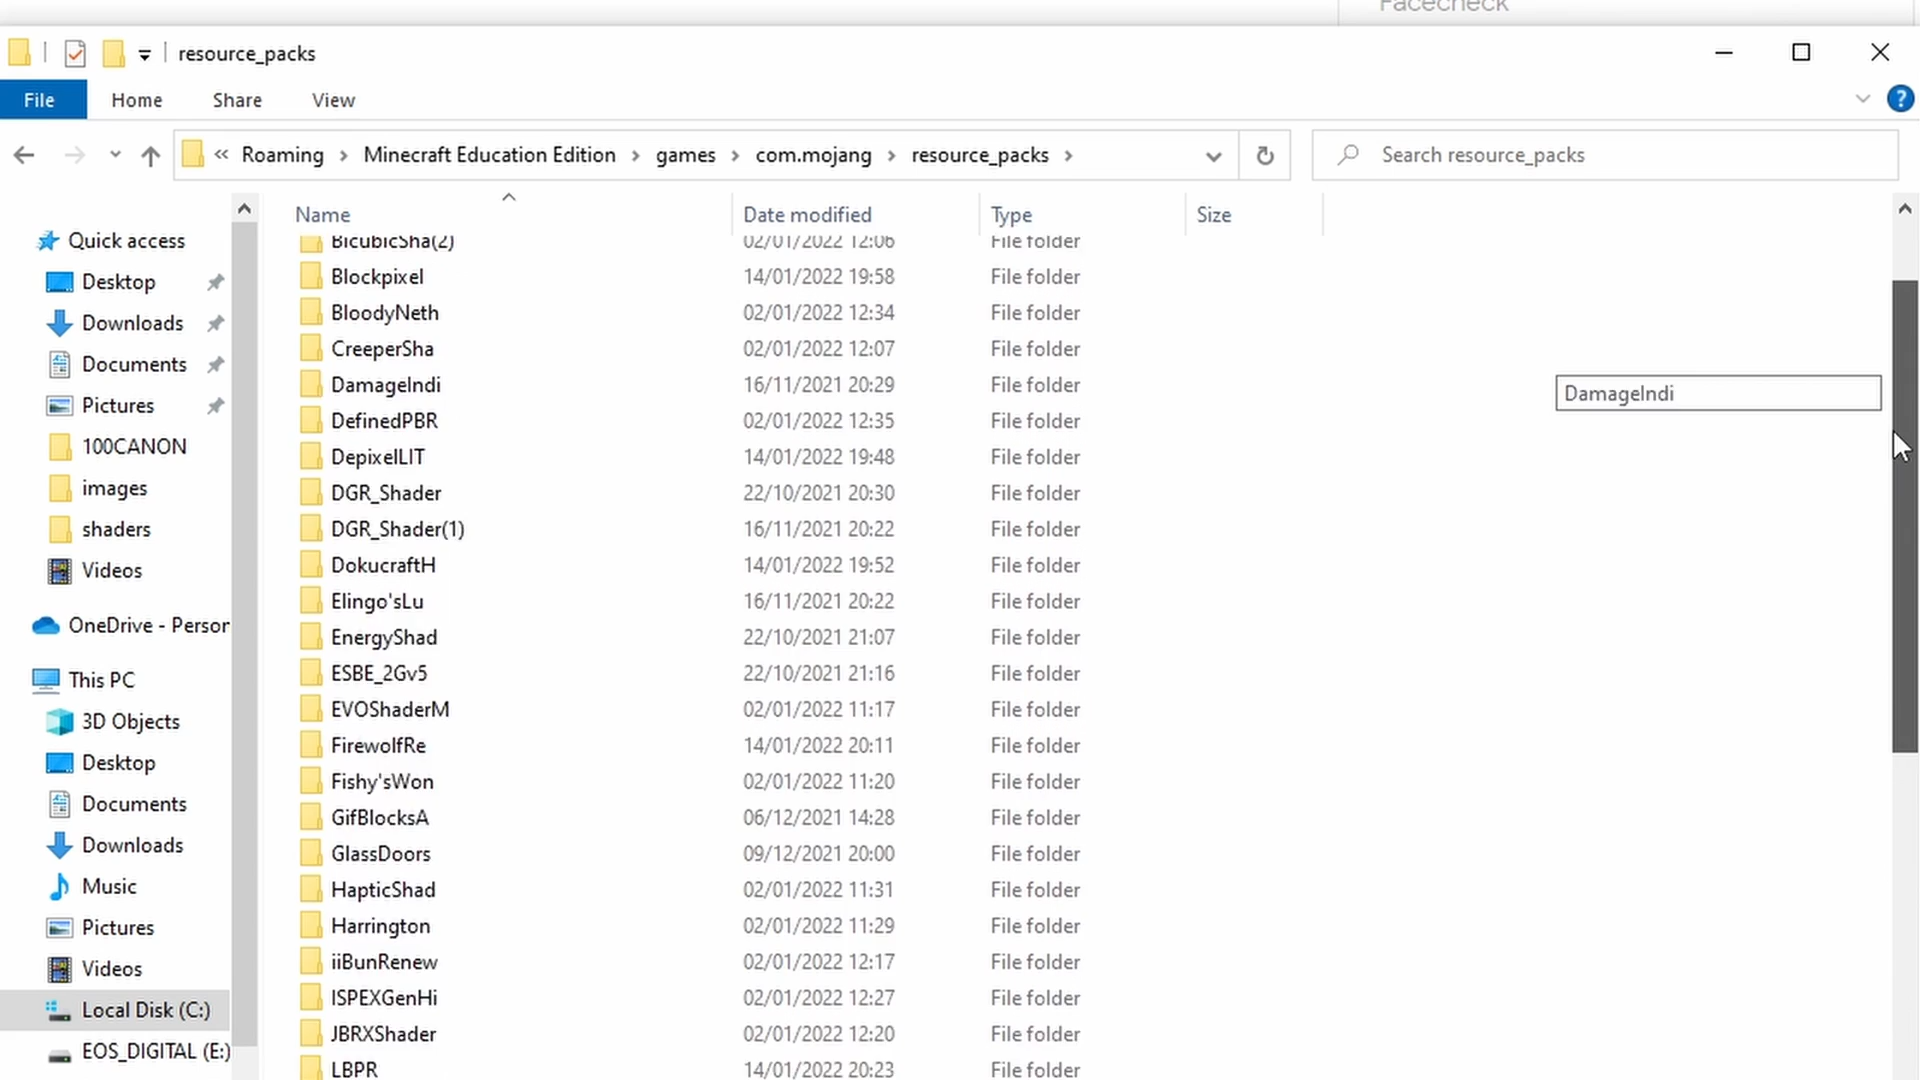 Facecheck
resource_packs
File Home Share View
« Roaming > Minecraft Education Edition > games > com.mojang > resource_packs >
Search resource_packs
Name Date modified Type Size
Quick access
Desktop
Downloads
Documents
Pictures
100CANON
images
shaders
Videos
OneDrive - Person
This PC
3D Objects
Desktop
Documents
Downloads
Music
Pictures
Videos
Local Disk (C:)
EOS_DIGITAL (E:)
BicubicSha(2) 02/01/2022 12:06 File folder
Blockpixel 14/01/2022 19:58 File folder
BloodyNeth 02/01/2022 12:34 File folder
CreeperSha 02/01/2022 12:07 File folder
DamageIndi 16/11/2021 20:29 File folder
DefinedPBR 02/01/2022 12:35 File folder
DepixelLIT 14/01/2022 19:48 File folder
DGR_Shader 22/10/2021 20:30 File folder
DGR_Shader(1) 16/11/2021 20:22 File folder
DokucraftH 14/01/2022 19:52 File folder
Elingo'sLu 16/11/2021 20:22 File folder
EnergyShad 22/10/2021 21:07 File folder
ESBE_2Gv5 22/10/2021 21:16 File folder
EVOShaderM 02/01/2022 11:17 File folder
FirewolfRe 14/01/2022 20:11 File folder
Fishy'sWon 02/01/2022 11:20 File folder
GifBlocksA 06/12/2021 14:28 File folder
GlassDoors 09/12/2021 20:00 File folder
HapticShad 02/01/2022 11:31 File folder
Harrington 02/01/2022 11:29 File folder
iiBunRenew 02/01/2022 12:17 File folder
ISPEXGenHi 02/01/2022 12:27 File folder
JBRXShader 02/01/2022 12:20 File folder
LBPR 14/01/2022 20:23 File folder
DamageIndi